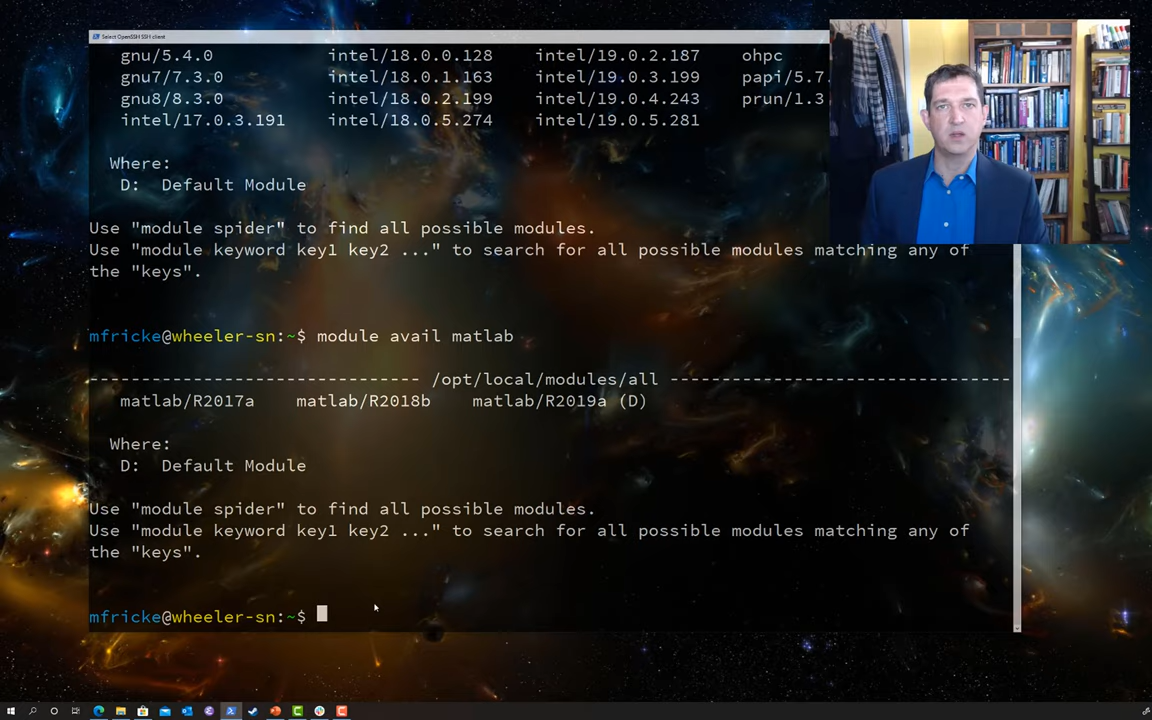 Select OpenSSH SSH client
gnu/5.4.0 intel/18.0.0.128 intel/19.0.2.187 ohpc
gnu7/7.3.0 intel/18.0.1.163 intel/19.0.3.199 papi/5.7.
gnu8/8.3.0 intel/18.0.2.199 intel/19.0.4.243 prun/1.3
intel/17.0.3.191 intel/18.0.5.274 intel/19.0.5.281
Where:
D: Default Module
Use "module spider" to find all possible modules.
Use "module keyword key1 key2 ..." to search for all possible modules matching any of
the "keys".
mfricke@wheeler-sn:~$ module avail matlab
-------------------------------- /opt/local/modules/all ---------------------------------
matlab/R2017a matlab/R2018b matlab/R2019a (D)
Where:
D: Default Module
Use "module spider" to find all possible modules.
Use "module keyword key1 key2 ..." to search for all possible modules matching any of
the "keys".
mfricke@wheeler-sn:~$